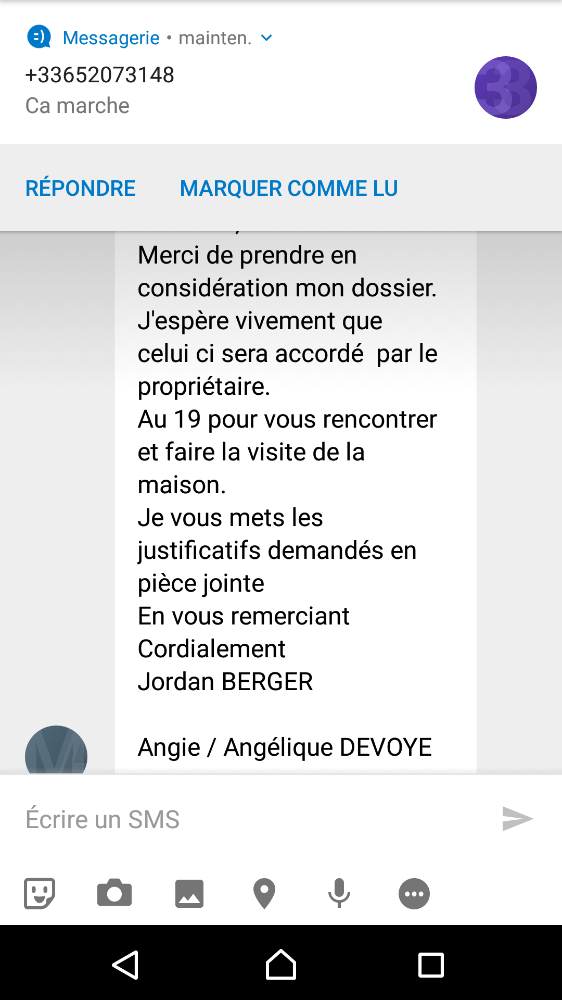 Messagerie • mainten.
+33652073148
Ca marche
RÉPONDRE MARQUER COMME LU
Merci de prendre en
considération mon dossier.
J'espère vivement que
celui ci sera accordé  par le
propriétaire.
Au 19 pour vous rencontrer
et faire la visite de la
maison.
Je vous mets les
justificatifs demandés en
pièce jointe
En vous remerciant
Cordialement
Jordan BERGER
Angie / Angélique DEVOYE
Écrire un SMS